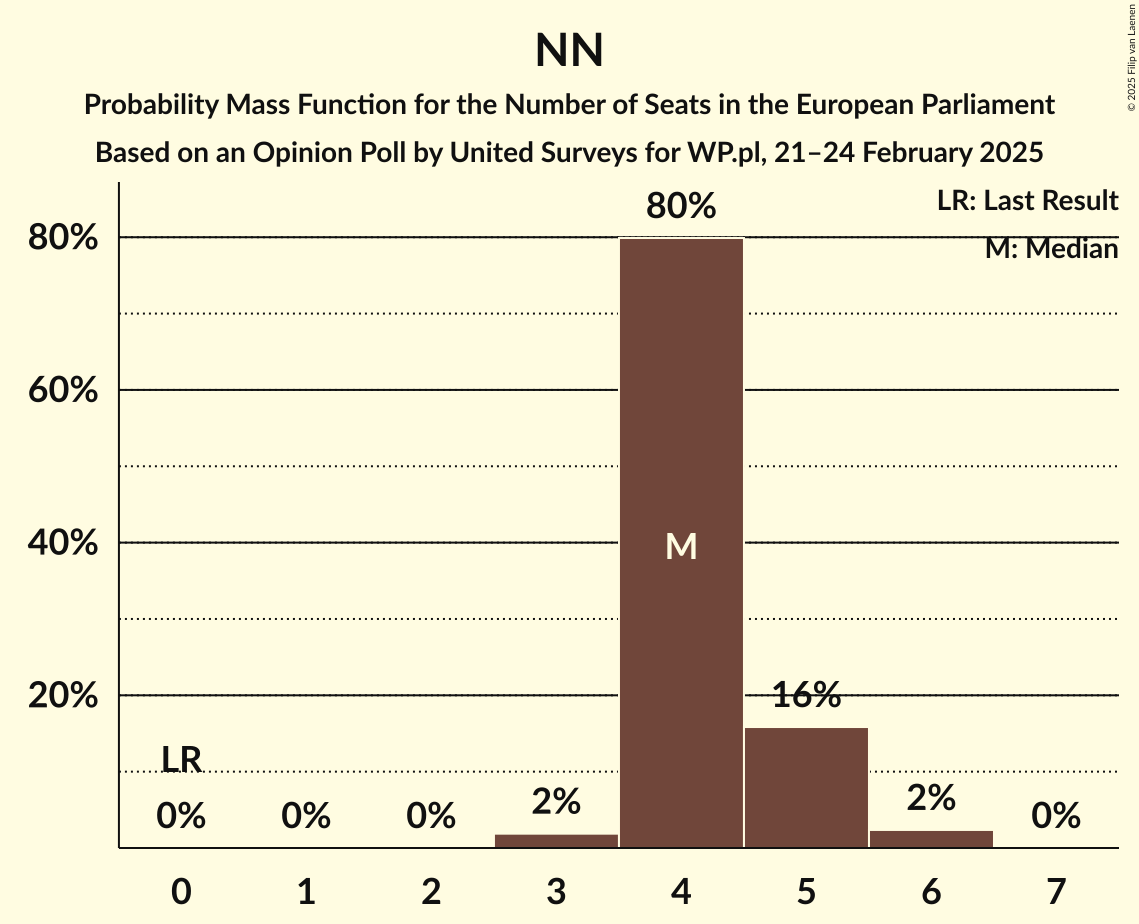 NN
Probability Mass Function for the Number of Seats in the European Parliament
Based on an Opinion Poll by United Surveys for WP.pl, 21–24 February 2025
© 2025 Filip van Laenen
LR: Last Result
M: Median
80%
60%
40%
20%
80%
M
16%
LR
0%
0%
0%
2%
2%
0%
0 1 2 3 4 5 6 7